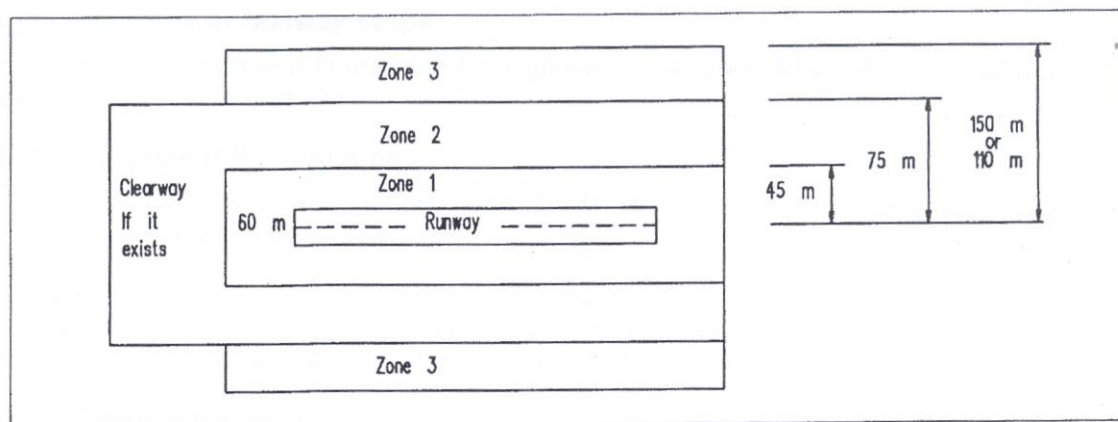 Zone 3
Zone 2
Zone 1
Clearway
If it
exists
60 m
Runway
45 m
75 m
150 m
or
110 m
Zone 3